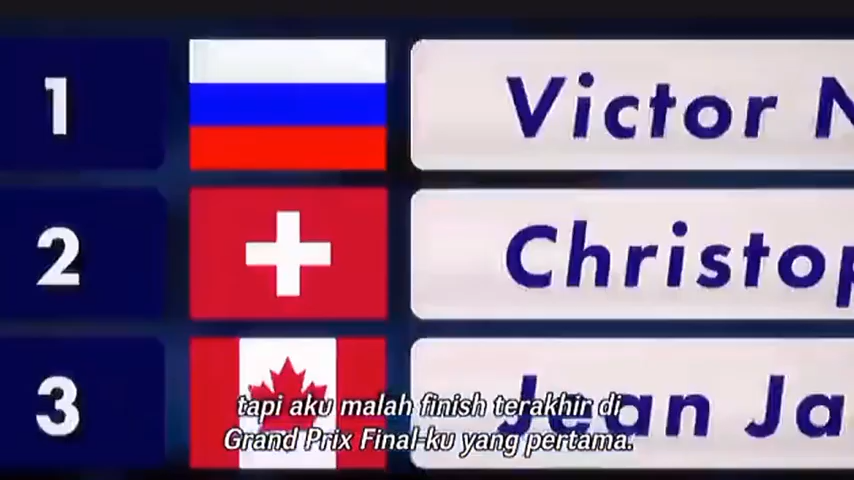 1 Victor N
2 Christop
3 Jean Ja
tapi aku malah finish terakhir di
Grand Prix Final-ku yang pertama.